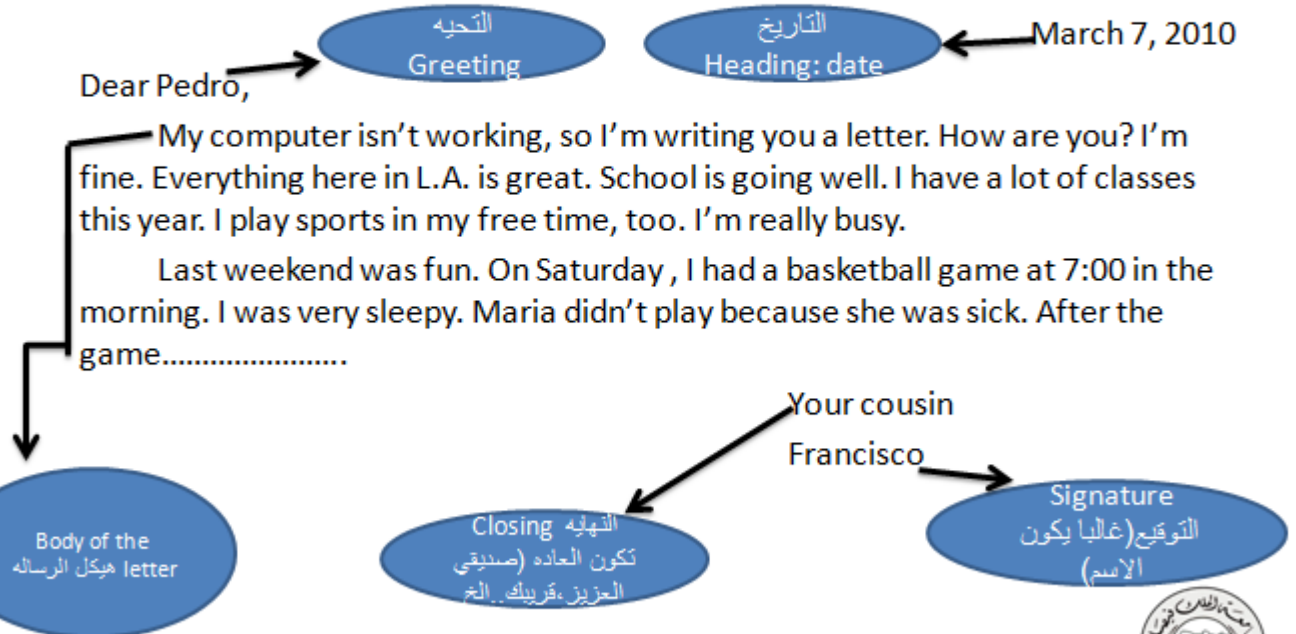 التحيه
Greeting
التاريخ
Heading: date
March 7, 2010
Dear Pedro,
My computer isn't working, so I'm writing you a letter. How are you? I'm
fine. Everything here in L.A. is great. School is going well. I have a lot of classes
this year. I play sports in my free time, too. I'm really busy.
Last weekend was fun. On Saturday , I had a basketball game at 7:00 in the
morning. I was very sleepy. Maria didn't play because she was sick. After the
game.......................
Your cousin
Francisco
Body of the
letter هيكل الرساله
Closing النهايه
تكون العاده (صديقي
العزيز ،قريبك..الخ
Signature
التوقيع(غالبا يكون
الاسم)